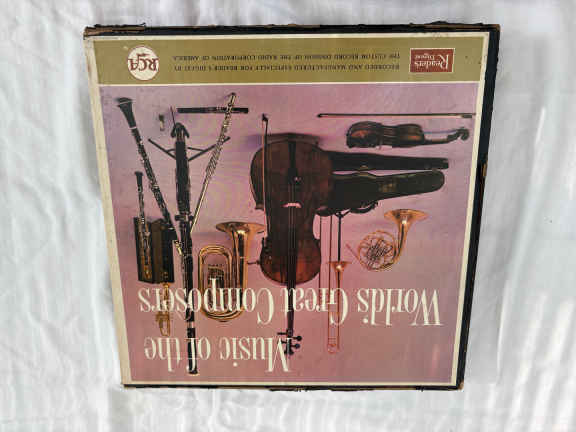 Music of the
World's Great Composers
RCA
RECORDED AND MANUFACTURED ESPECIALLY FOR READER'S DIGEST BY
THE CUSTOM RECORD DIVISION OF THE RADIO CORPORATION OF AMERICA
Reader's
Digest